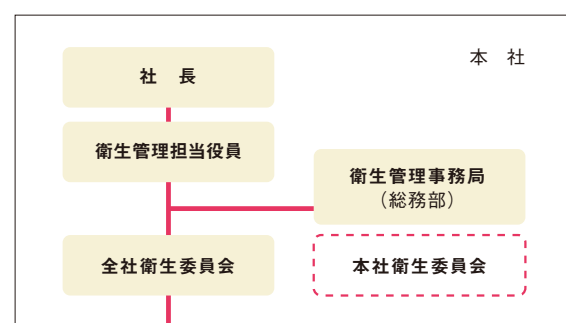 本　社
社　長
衛生管理担当役員
衛生管理事務局
（総務部）
全社衛生委員会
本社衛生委員会